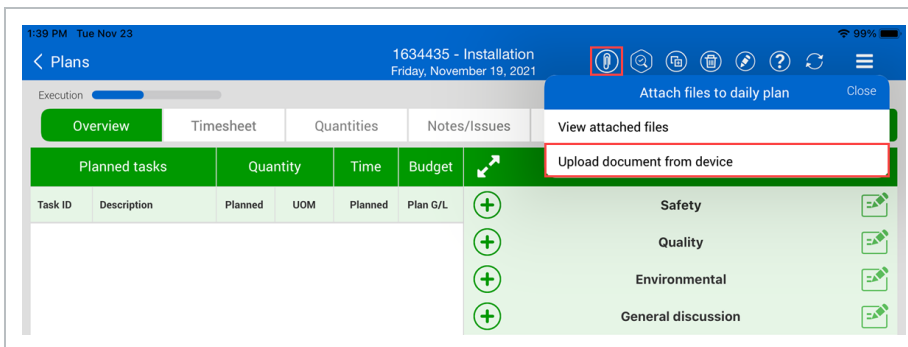 1:39 PM Tue Nov 23
99%
Plans
1634435 - Installation
Friday, November 19, 2021
Attach files to daily plan
Close
Execution
View attached files
Upload document from device
Overview
Timesheet
Quantities
Notes/Issues
Planned tasks
Quantity
Time
Budget
Task ID
Description
Planned
UOM
Planned
Plan G/L
Safety
Quality
Environmental
General discussion